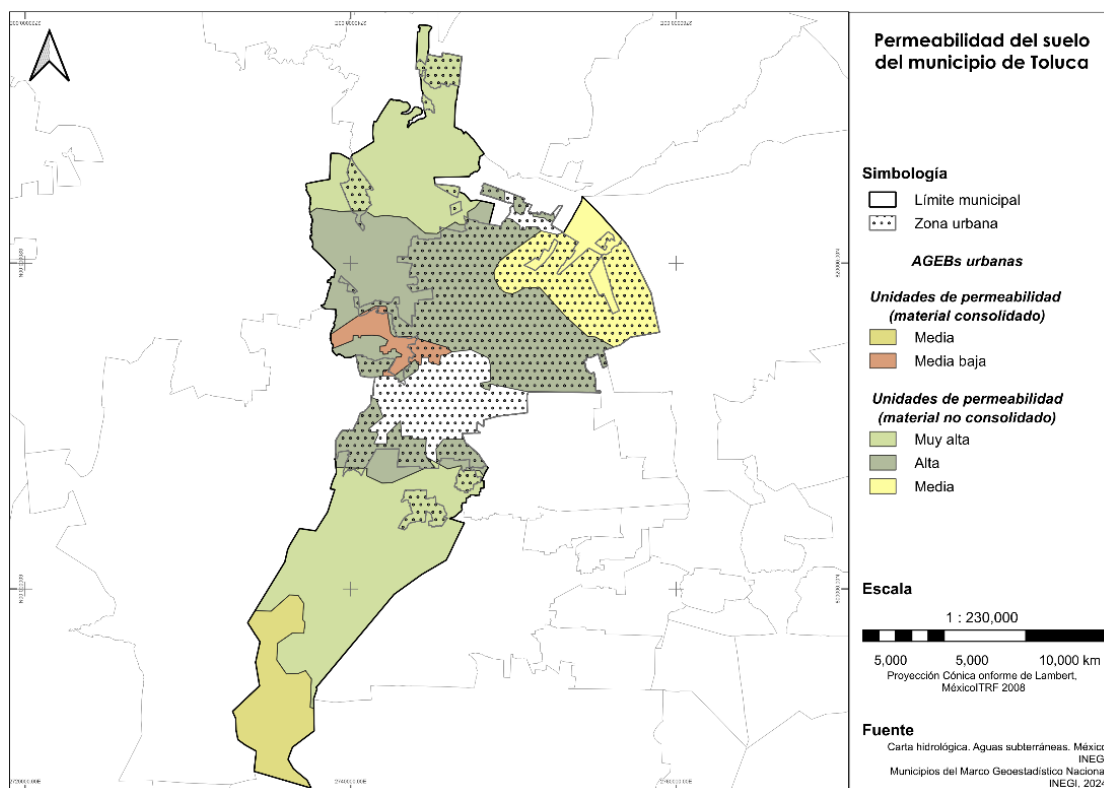 Permeabilidad del suelo
del municipio de Toluca
Simbología
Límite municipal
Zona urbana
AGEBs urbanas
Unidades de permeabilidad
(material consolidado)
Media
Media baja
Unidades de permeabilidad
(material no consolidado)
Muy alta
Alta
Media
Escala
1 : 230,000
5,000 5,000 10,000 km
Proyección Cónica onforme de Lambert,
MéxicoITRF 2008
Fuente
Carta hidrológica. Aguas subterráneas. México
INEG
Municipios del Marco Geoestadístico Naciona
INEGI, 2024